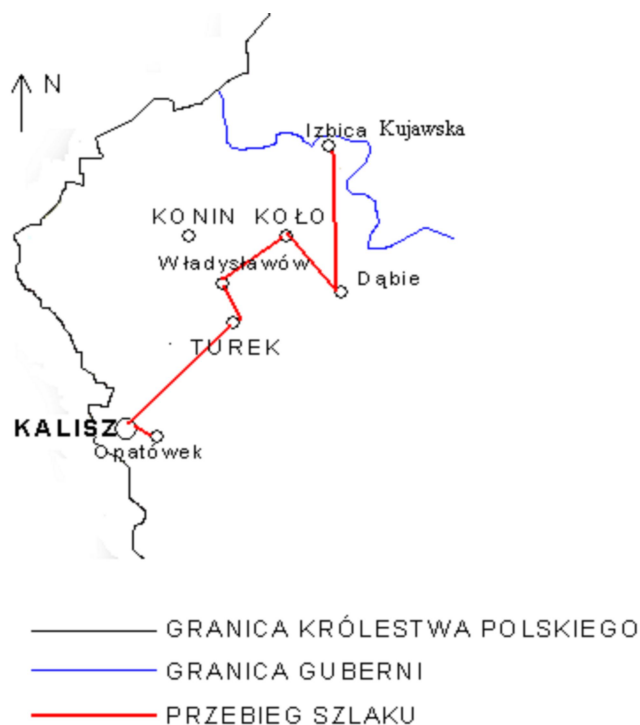 N
Izbica Kujawska
KONIN KOŁO
Władysławów
Dąbie
TUREK
KALISZ
Opatówek
GRANICA KRÓLESTWA POLSKIEGO
GRANICA GUBERNI
PRZEBIEG SZLAKU